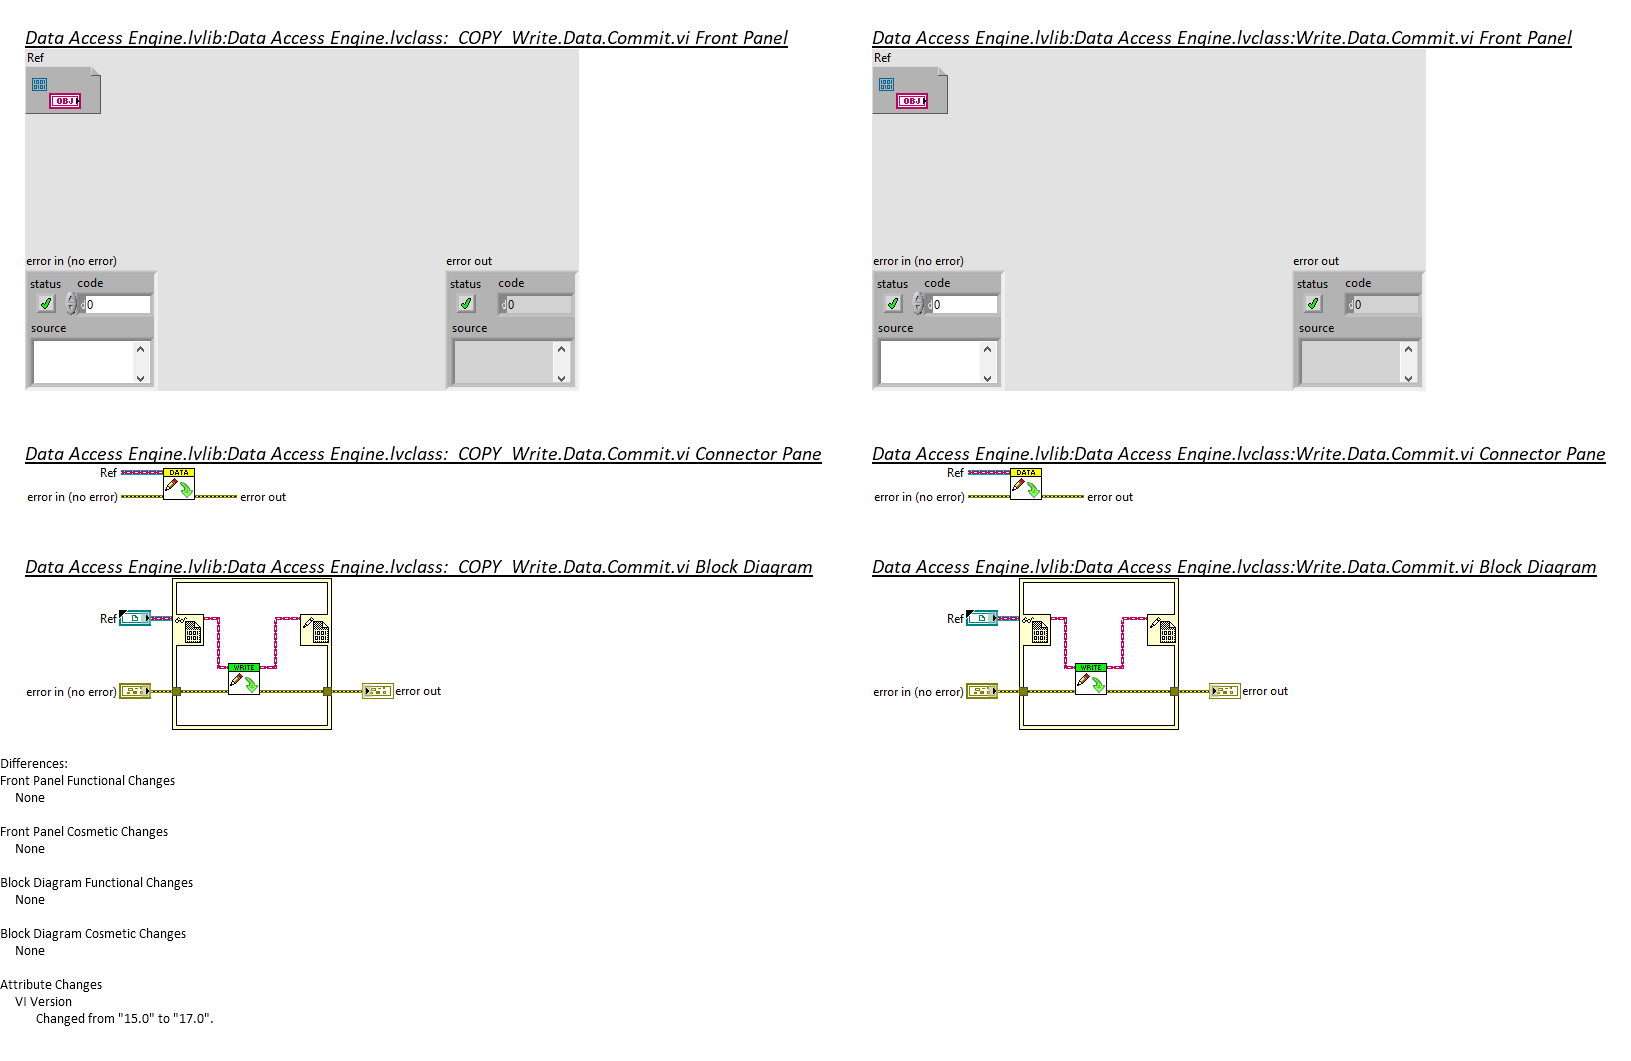 Data Access Engine.lvlib:Data Access Engine.lvclass:_COPY_Write.Data.Commit.vi Front Panel
Ref
OBJ
error in (no error)
status code
0
source
error out
status code
0
source
Data Access Engine.lvlib:Data Access Engine.lvclass:Write.Data.Commit.vi Front Panel
Ref
OBJ
error in (no error)
status code
0
source
error out
status code
0
source
Data Access Engine.lvlib:Data Access Engine.lvclass:_COPY_Write.Data.Commit.vi Connector Pane
Ref
DATA
error in (no error)
error out
Data Access Engine.lvlib:Data Access Engine.lvclass:Write.Data.Commit.vi Connector Pane
Ref
DATA
error in (no error)
error out
Data Access Engine.lvlib:Data Access Engine.lvclass:_COPY_Write.Data.Commit.vi Block Diagram
Ref
WRITE
error in (no error)
error out
Data Access Engine.lvlib:Data Access Engine.lvclass:Write.Data.Commit.vi Block Diagram
Ref
WRITE
error in (no error)
error out
Differences:
Front Panel Functional Changes
None
Front Panel Cosmetic Changes
None
Block Diagram Functional Changes
None
Block Diagram Cosmetic Changes
None
Attribute Changes
VI Version
Changed from "15.0" to "17.0".